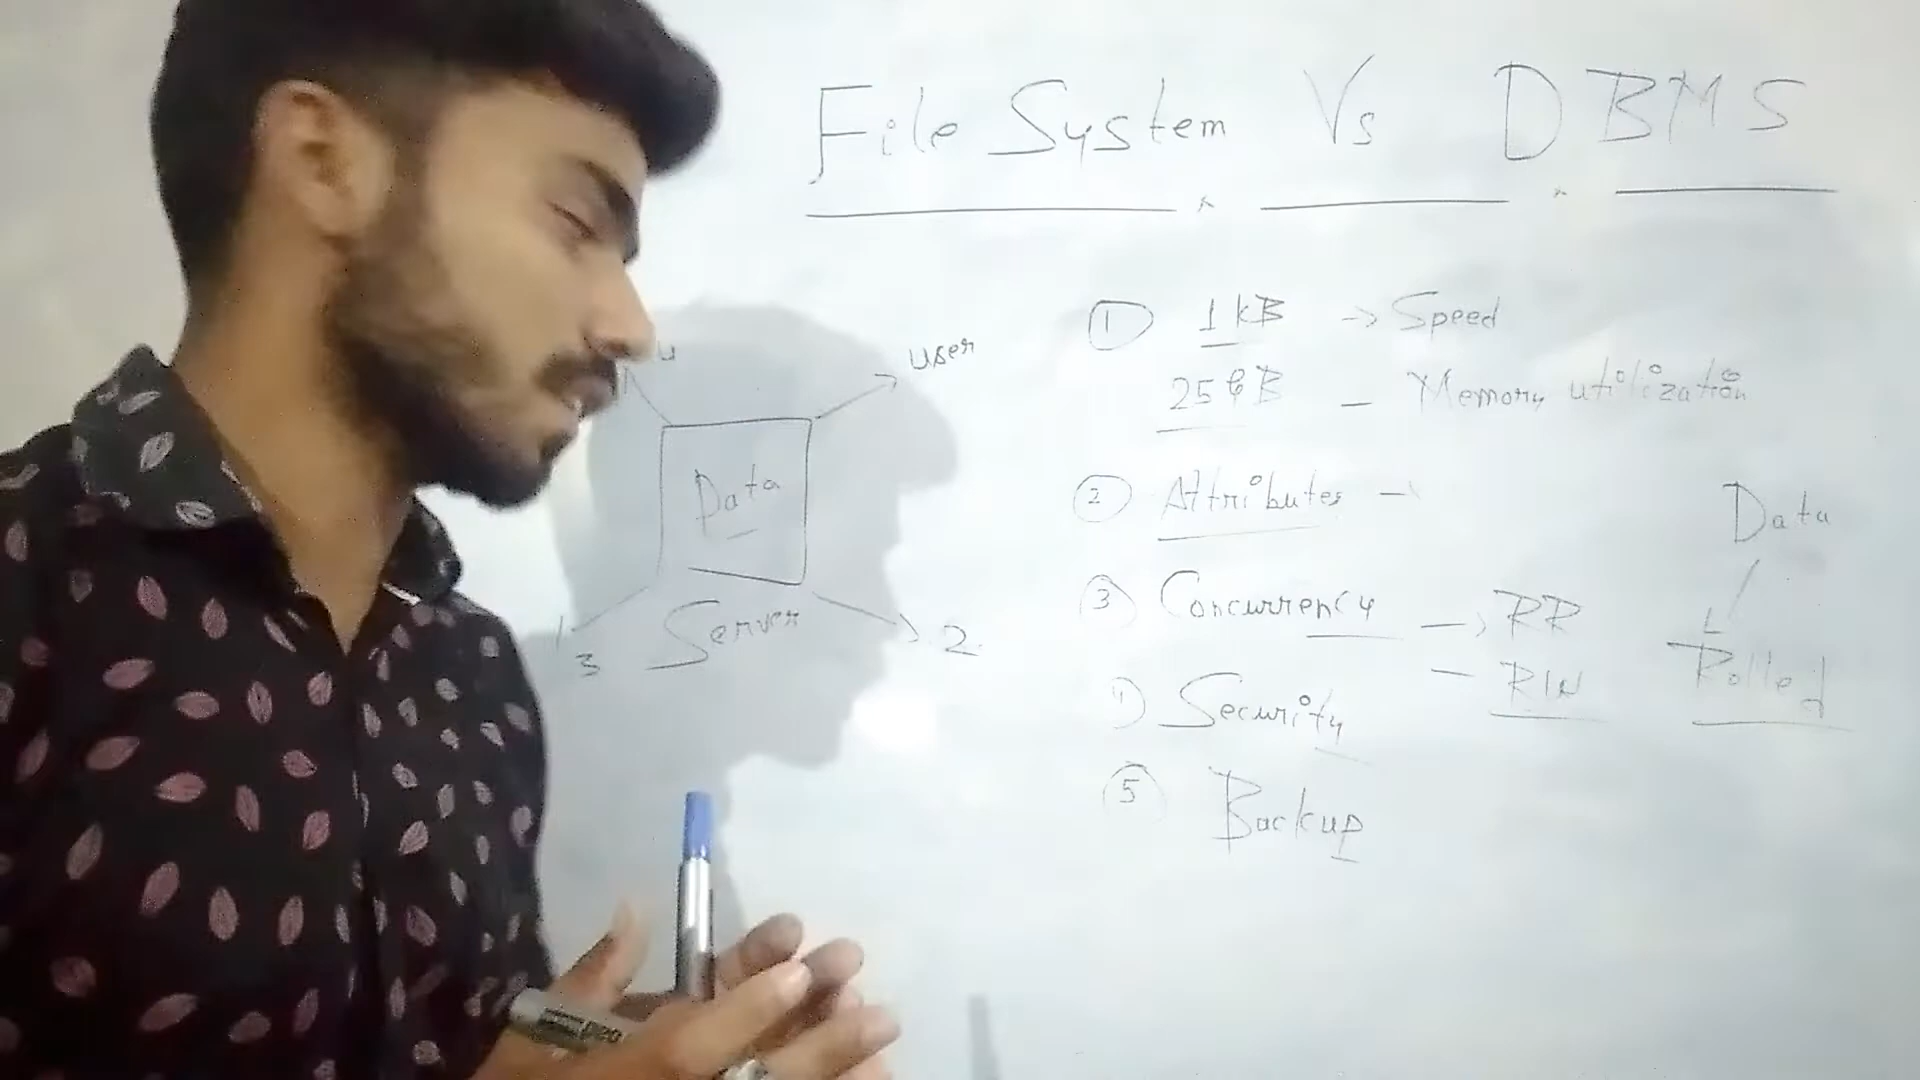 File System Vs DBMS
① 1 kB → Speed
25 GB - Memory utilization
② Attributes -
③ Concurrency → RR
- RIN
Security
⑤ Backup
Data
Rolled
u
user
Data
Server
3
2